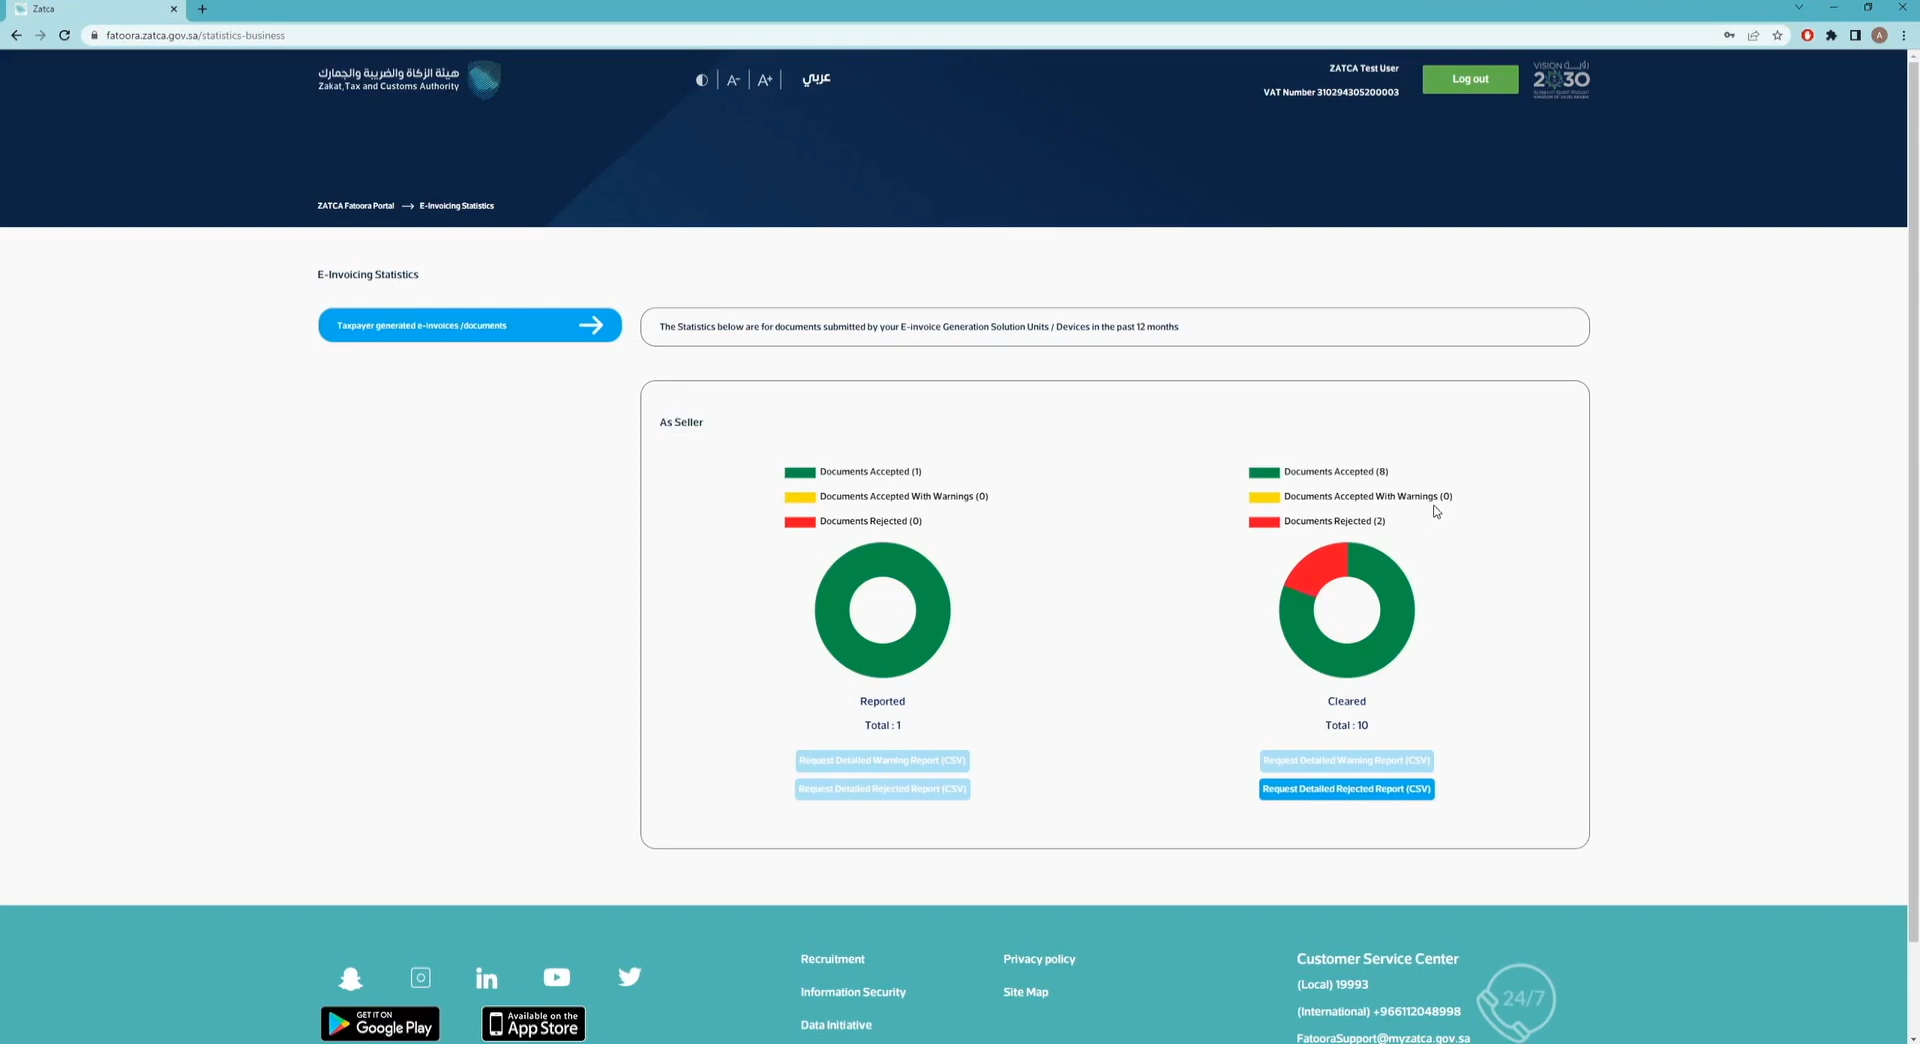 Zatca
fatoora.zatca.gov.sa/statistics-business
A
هيئة الزكاة والضريبة والجمارك
Zakat, Tax and Customs Authority
A-
A+
عربي
ZATCA Test User
VAT Number 310294305200003
Log out
VISION رؤيــة
2030
ZATCA Fatoora Portal
E-Invoicing Statistics
E-Invoicing Statistics
Taxpayer generated e-invoices /documents
The Statistics below are for documents submitted by your E-invoice Generation Solution Units / Devices in the past 12 months
As Seller
Documents Accepted (1)
Documents Accepted With Warnings (0)
Documents Rejected (0)
Reported
Total : 1
Request Detailed Warning Report (CSV)
Request Detailed Rejected Report (CSV)
Documents Accepted (8)
Documents Accepted With Warnings (0)
Documents Rejected (2)
Cleared
Total : 10
Request Detailed Warning Report (CSV)
Request Detailed Rejected Report (CSV)
in
GET IT ON
Google Play
Available on the
App Store
Recruitment
Information Security
Data Initiative
Privacy policy
Site Map
Customer Service Center
(Local) 19993
(International) +966112048998
FatooraSupport@myzatca.gov.sa
24/7